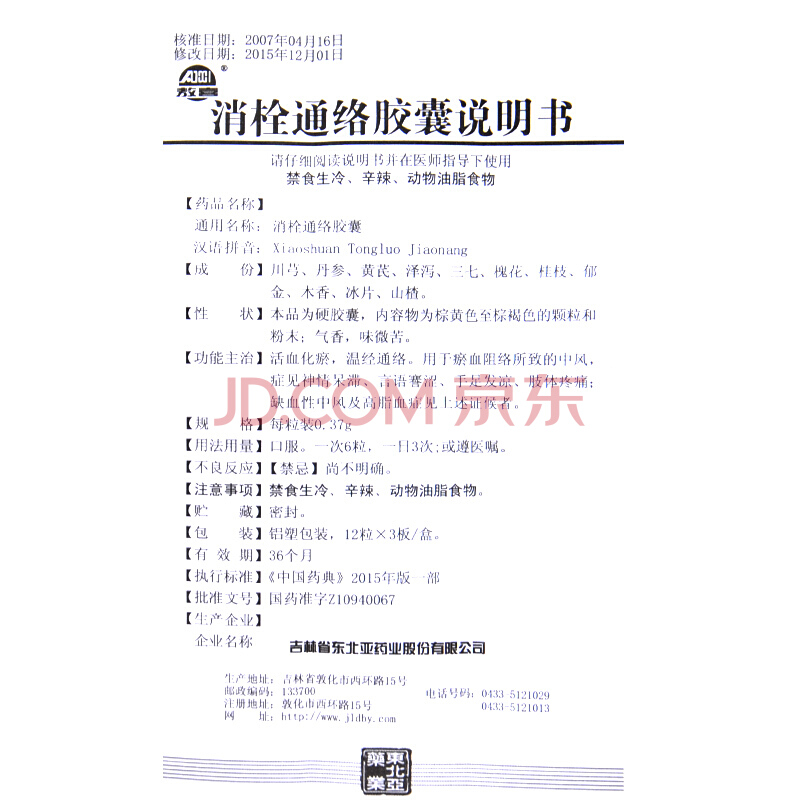 核准日期：2007年04月16日
修改日期：2015年12月01日
敖东®
消栓通络胶囊说明书
请仔细阅读说明书并在医师指导下使用
禁食生冷、辛辣、动物油脂食物
【药品名称】
通用名称：消栓通络胶囊
汉语拼音：Xiaoshuan Tongluo Jiaonang
【成　份】川芎、丹参、黄芪、泽泻、三七、槐花、桂枝、郁
金、木香、冰片、山楂。
【性　状】本品为硬胶囊，内容物为棕黄色至棕褐色的颗粒和
粉末；气香，味微苦。
【功能主治】活血化瘀，温经通络。用于瘀血阻络所致的中风，
症见神情呆滞、言语謇涩、手足发凉、肢体疼痛；
缺血性中风及高脂血症见上述证候者。
JD.COM 京东
【规　格】每粒装0.37g
【用法用量】口服。一次6粒，一日3次；或遵医嘱。
【不良反应】【禁忌】尚不明确。
【注意事项】禁食生冷、辛辣、动物油脂食物。
【贮　藏】密封。
【包　装】铝塑包装，12粒×3板/盒。
【有 效 期】36个月
【执行标准】《中国药典》2015年版一部
【批准文号】国药准字Z10940067
【生产企业】
企业名称　吉林省东北亚药业股份有限公司
生产地址：吉林省敦化市西环路15号
邮政编码：133700　电话号码：0433-5121029
注册地址：敦化市西环路15号　0433-5121013
网　址：http://www.jldby.com
東北亞
藥業